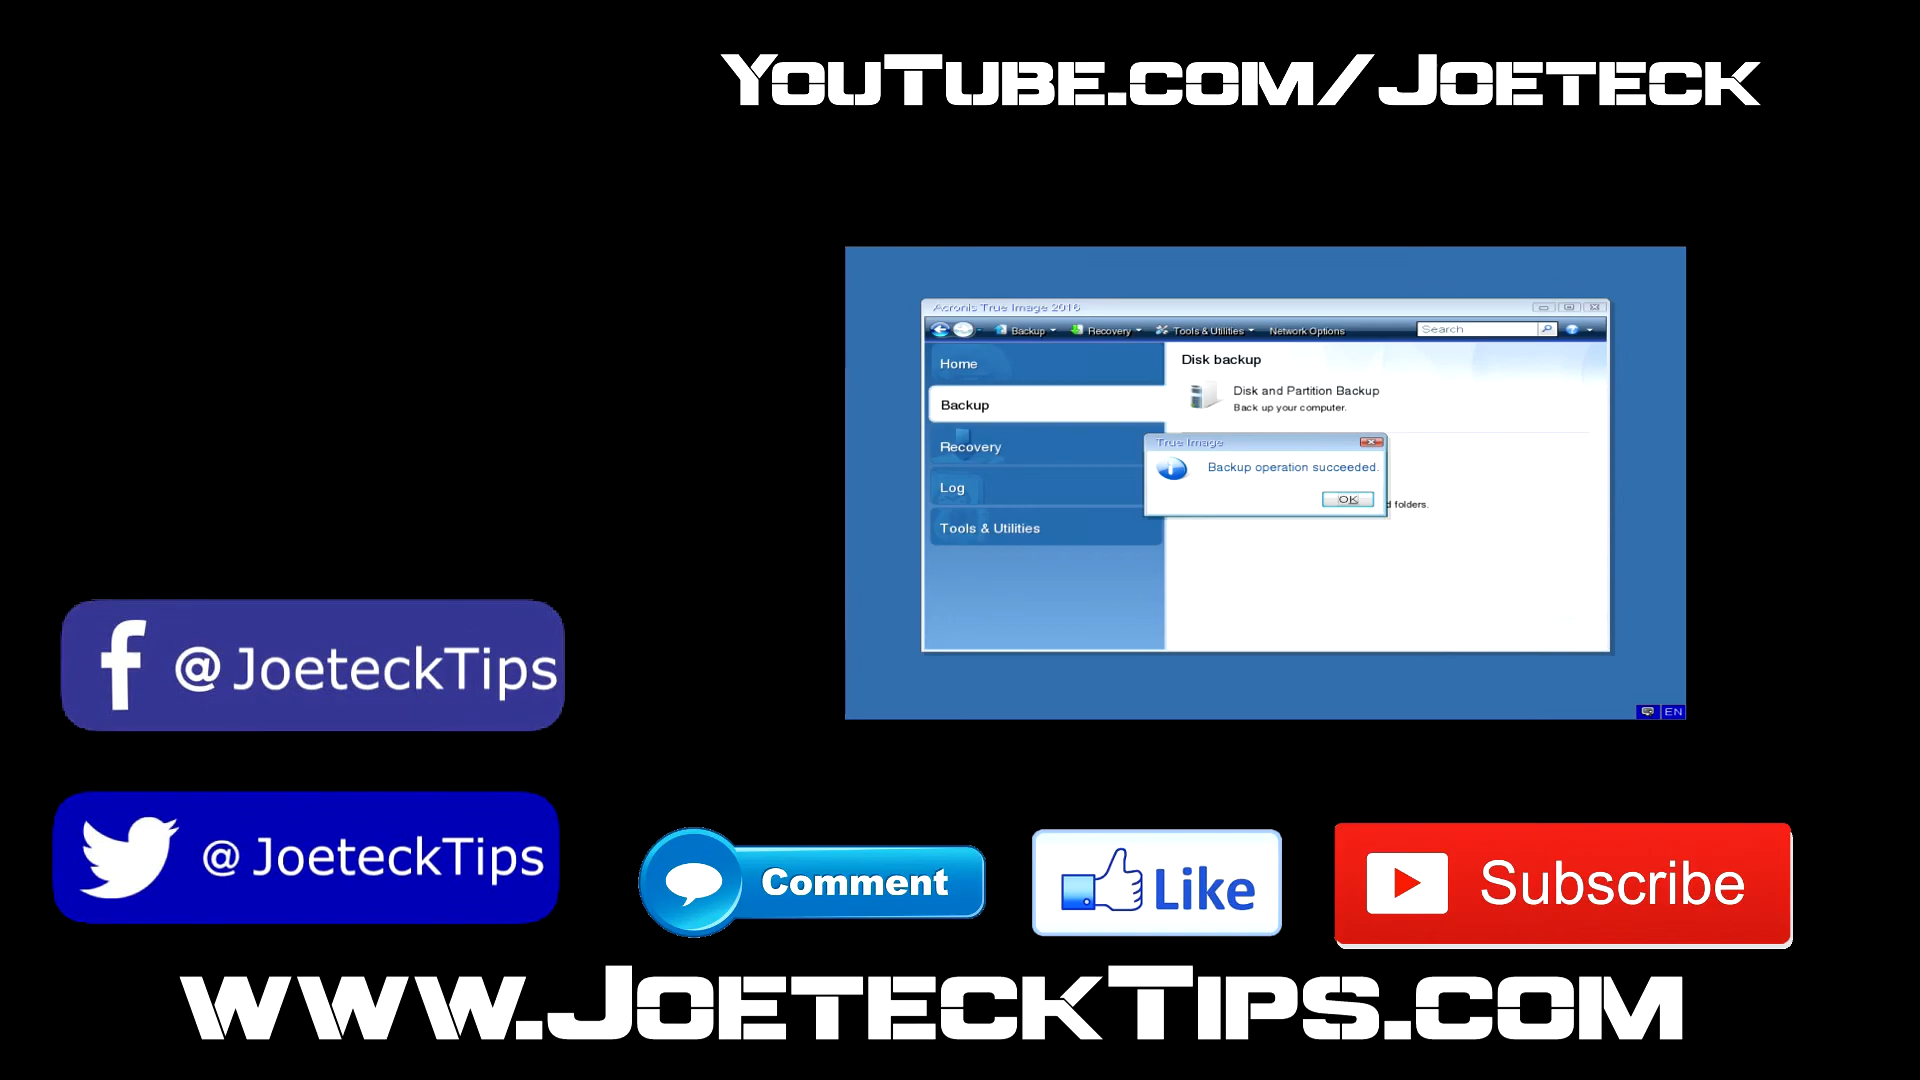 YouTube.com/Joeteck
Acronis True Image 2016
Backup Recovery Tools & Utilities Network Options Search
Home
Backup
Recovery
Log
Tools & Utilities
Disk backup
Disk and Partition Backup
Back up your computer.
True Image
Backup operation succeeded.
OK
d folders.
EN
f @JoeteckTips
@JoeteckTips
Comment
Like
Subscribe
www.JoeteckTips.com